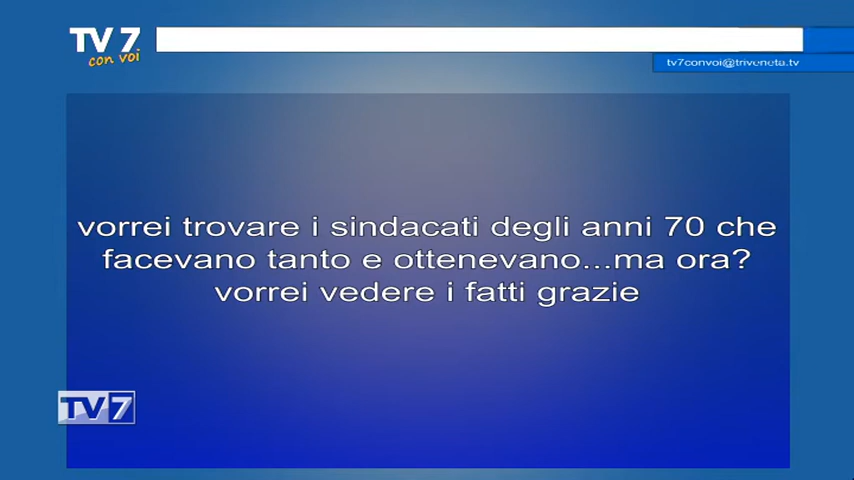 TV 7
con voi
tv7convoi@triveneta.tv
vorrei trovare i sindacati degli anni 70 che
facevano tanto e ottenevano...ma ora?
vorrei vedere i fatti grazie
TV7